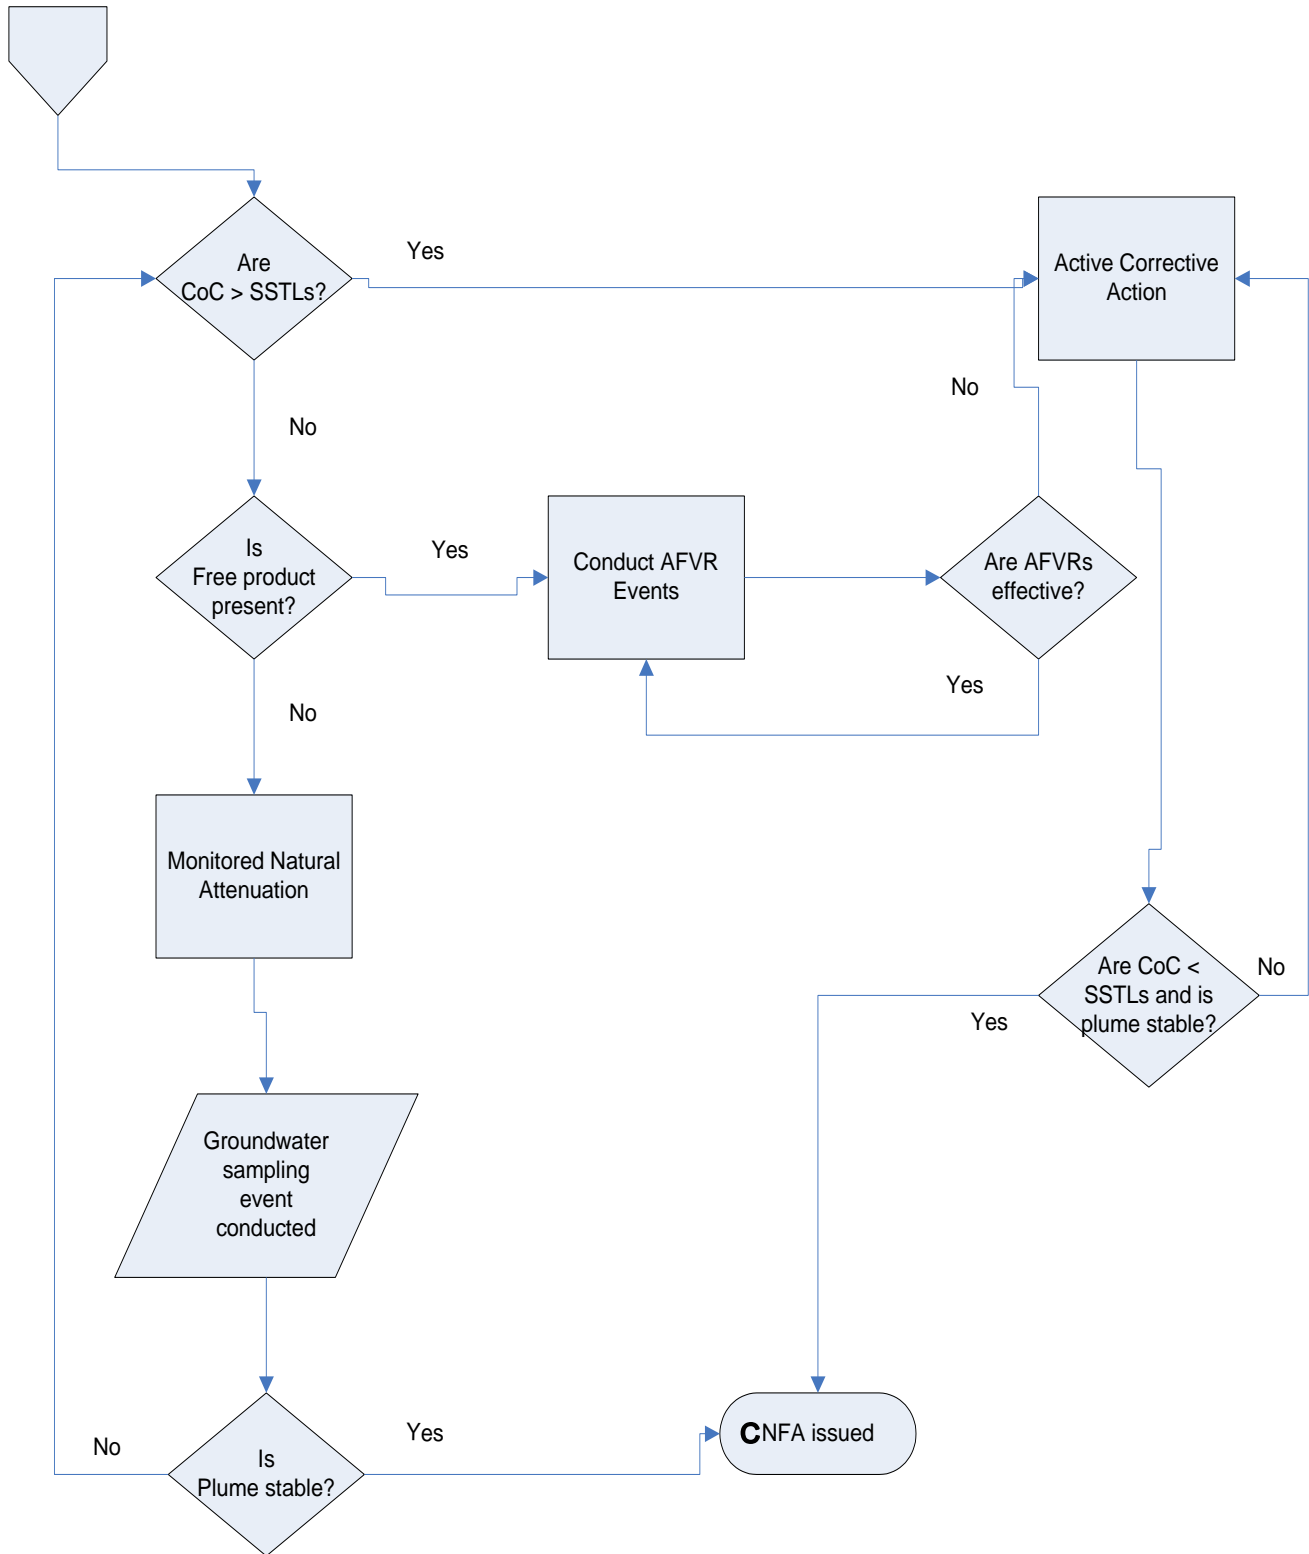 Are
CoC > SSTLs?
Yes
Active Corrective
Action
No
No
Is
Free product
present?
Yes
Conduct AFVR
Events
Are AFVRs
effective?
Yes
No
Monitored Natural
Attenuation
Are CoC <
SSTLs and is
plume stable?
No
Yes
Groundwater
sampling
event
conducted
Is
Plume stable?
No
Yes
CNFA issued